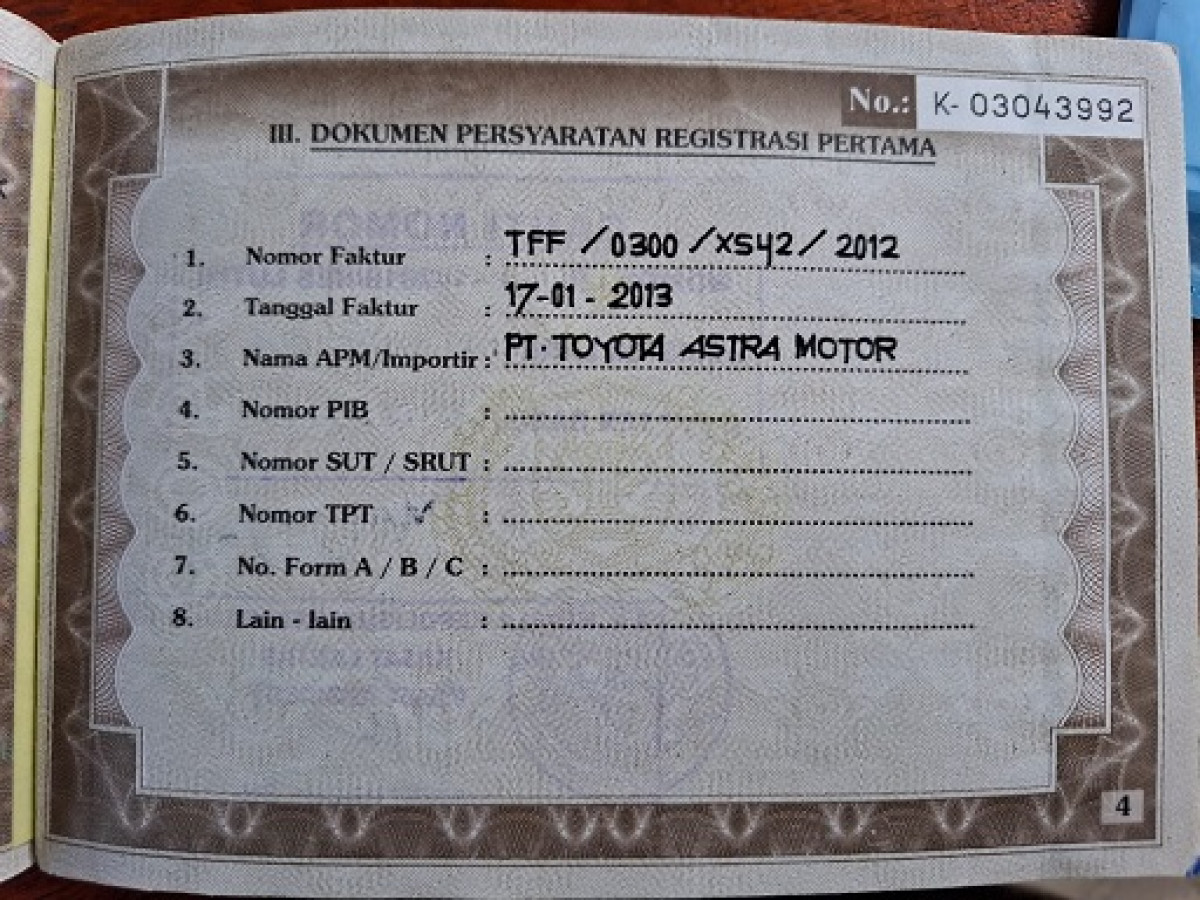 No.: K- 03043992
III. DOKUMEN PERSYARATAN REGISTRASI PERTAMA
1. Nomor Faktur : TFF /0300 /XSY2/ 2012
2. Tanggal Faktur : 17-01 - 2013
3. Nama APM/Importir : PT. TOYOTA ASTRA MOTOR
4. Nomor PIB :
5. Nomor SUT / SRUT :
6. Nomor TPT :
7. No. Form A / B / C :
8. Lain - lain :
4